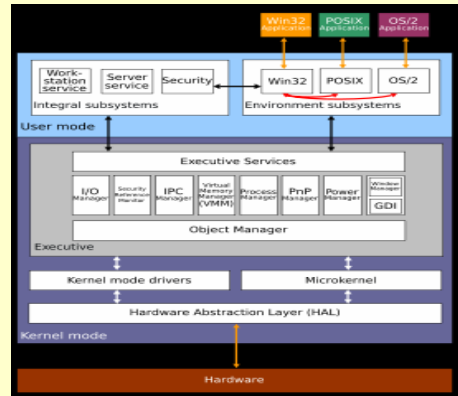 Win32
Application
POSIX
Application
OS/2
Application
Work-
station
service
Server
service
Security
Win32
POSIX
OS/2
Integral subsystems
Environment subsystems
User mode
Executive Services
I/O
Manager
Security
Reference
Monitor
IPC
Manager
Virtual
Memory
Manager
(VMM)
Process
Manager
PnP
Manager
Power
Manager
Window
Manager
GDI
Object Manager
Executive
Kernel mode drivers
Microkernel
Hardware Abstraction Layer (HAL)
Kernel mode
Hardware